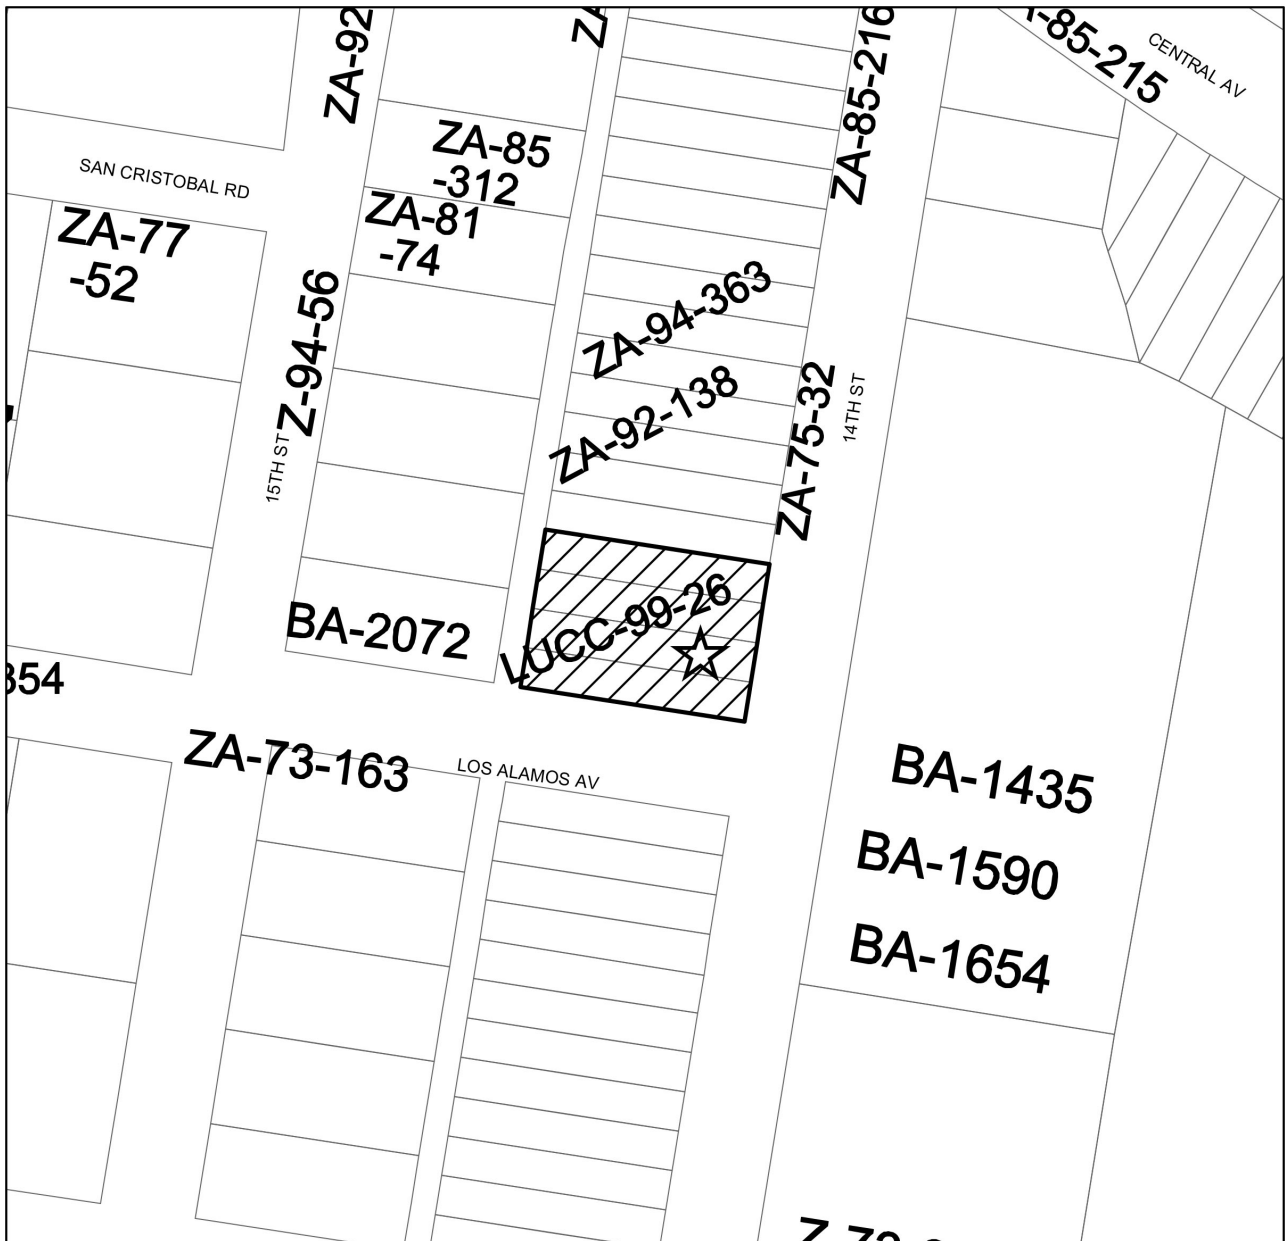 ZA-92
ZA-85-216
-85-215
CENTRAL AV
ZA-85
-312
SAN CRISTOBAL RD
ZA-81
-74
ZA-77
-52
ZA-94-363
Z-94-56
ZA-92-138
ZA-75-32
14TH ST
15TH ST
LUCC-99-26
BA-2072
354
ZA-73-163
LOS ALAMOS AV
BA-1435
BA-1590
BA-1654